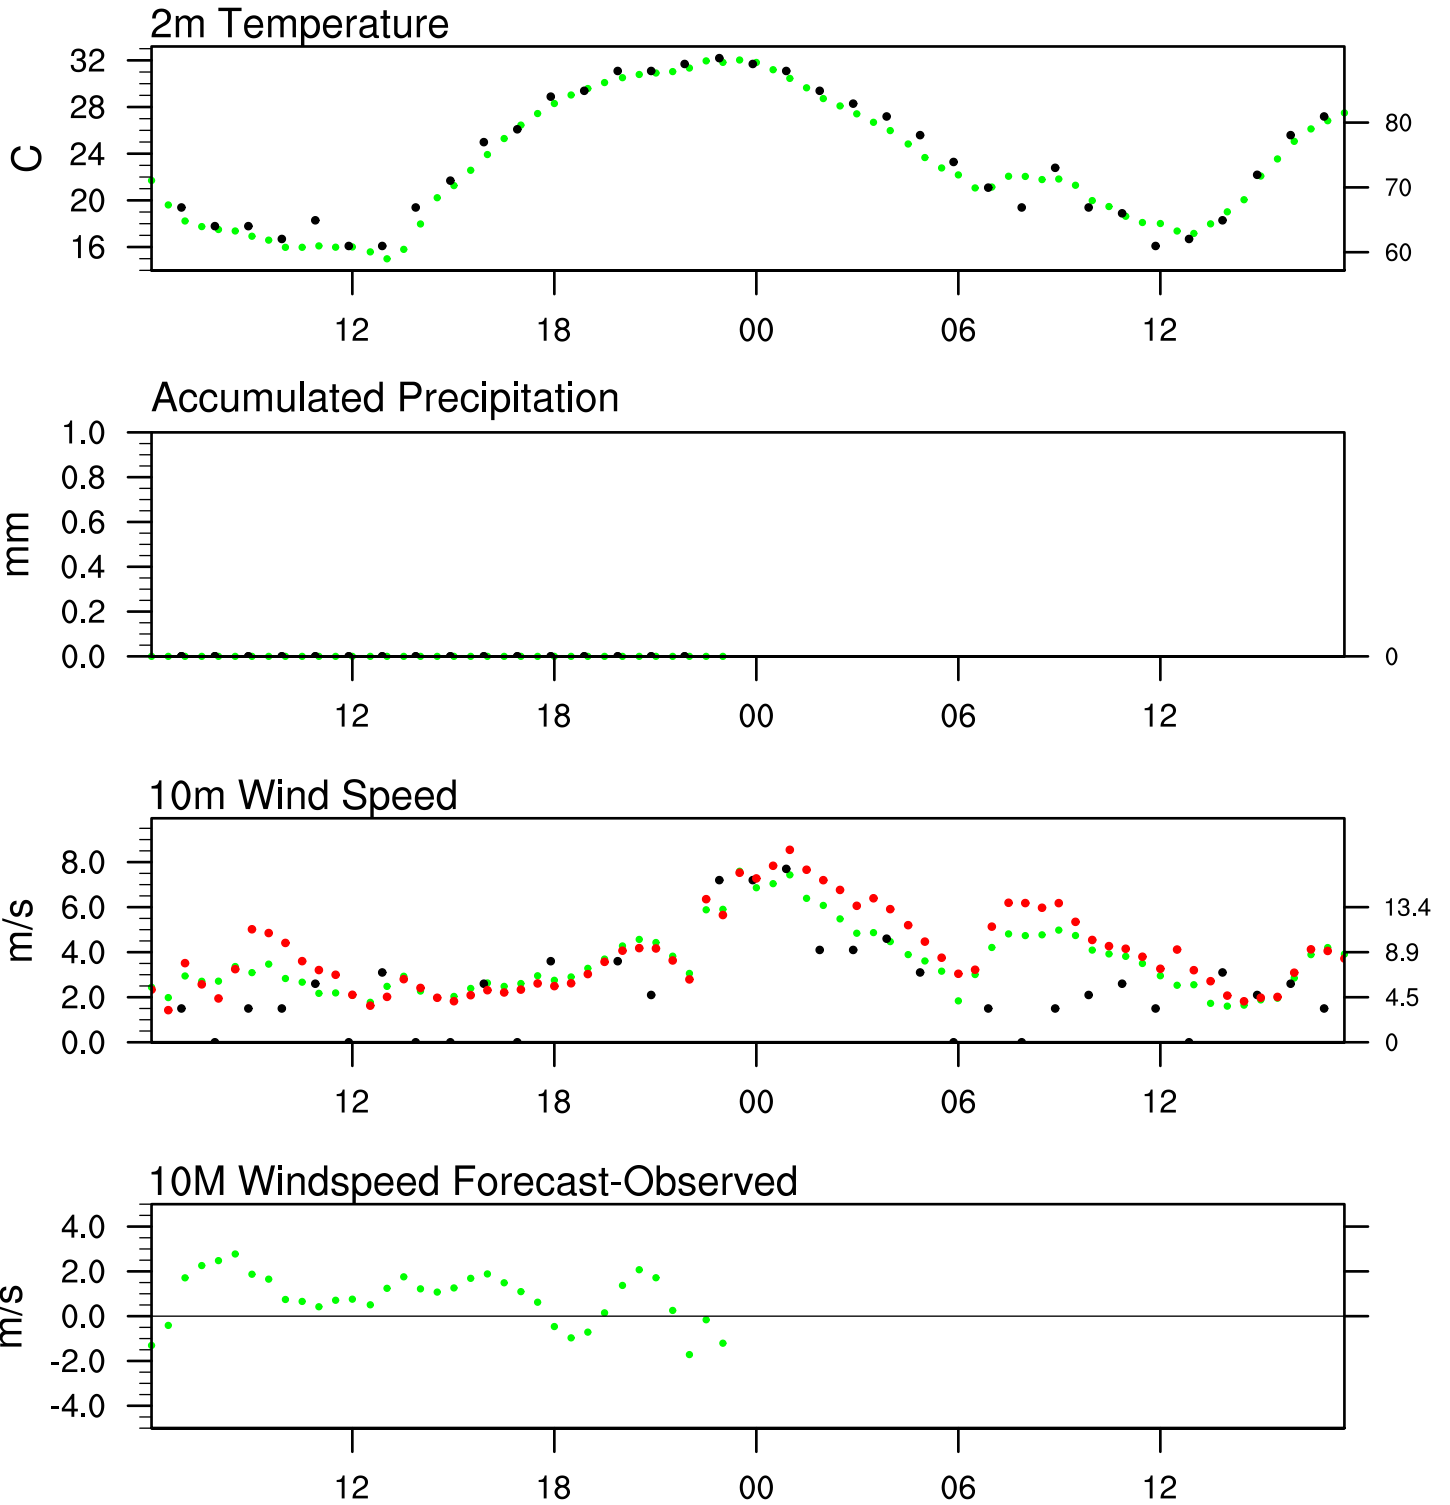 2m Temperature
32
28
24
20
16
C
80
70
60
12 18 00 06 12
Accumulated Precipitation
1.0
0.8
0.6
0.4
0.2
0.0
mm
0
12 18 00 06 12
10m Wind Speed
8.0
6.0
4.0
2.0
0.0
m/s
13.4
8.9
4.5
0
12 18 00 06 12
10M Windspeed Forecast-Observed
4.0
2.0
0.0
-2.0
-4.0
m/s
12 18 00 06 12